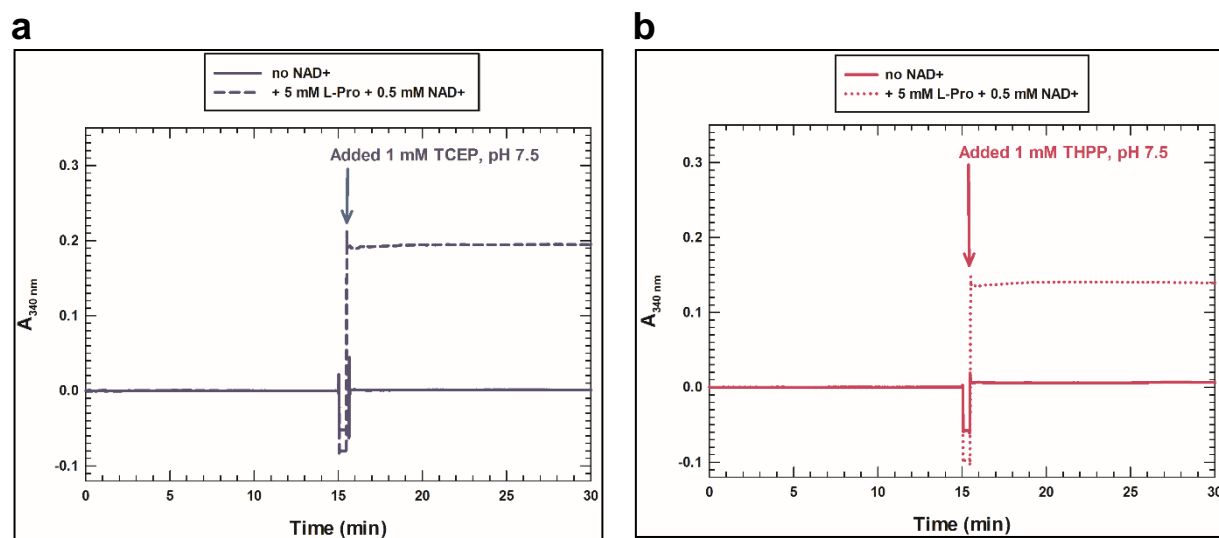 a
no NAD+
+ 5 mM L-Pro + 0.5 mM NAD+
Added 1 mM TCEP, pH 7.5
A340 nm
0.3
0.2
0.1
0.0
-0.1
0 5 10 15 20 25 30
Time (min)
b
no NAD+
+ 5 mM L-Pro + 0.5 mM NAD+
Added 1 mM THPP, pH 7.5
A340 nm
0.3
0.2
0.1
0.0
-0.1
0 5 10 15 20 25 30
Time (min)